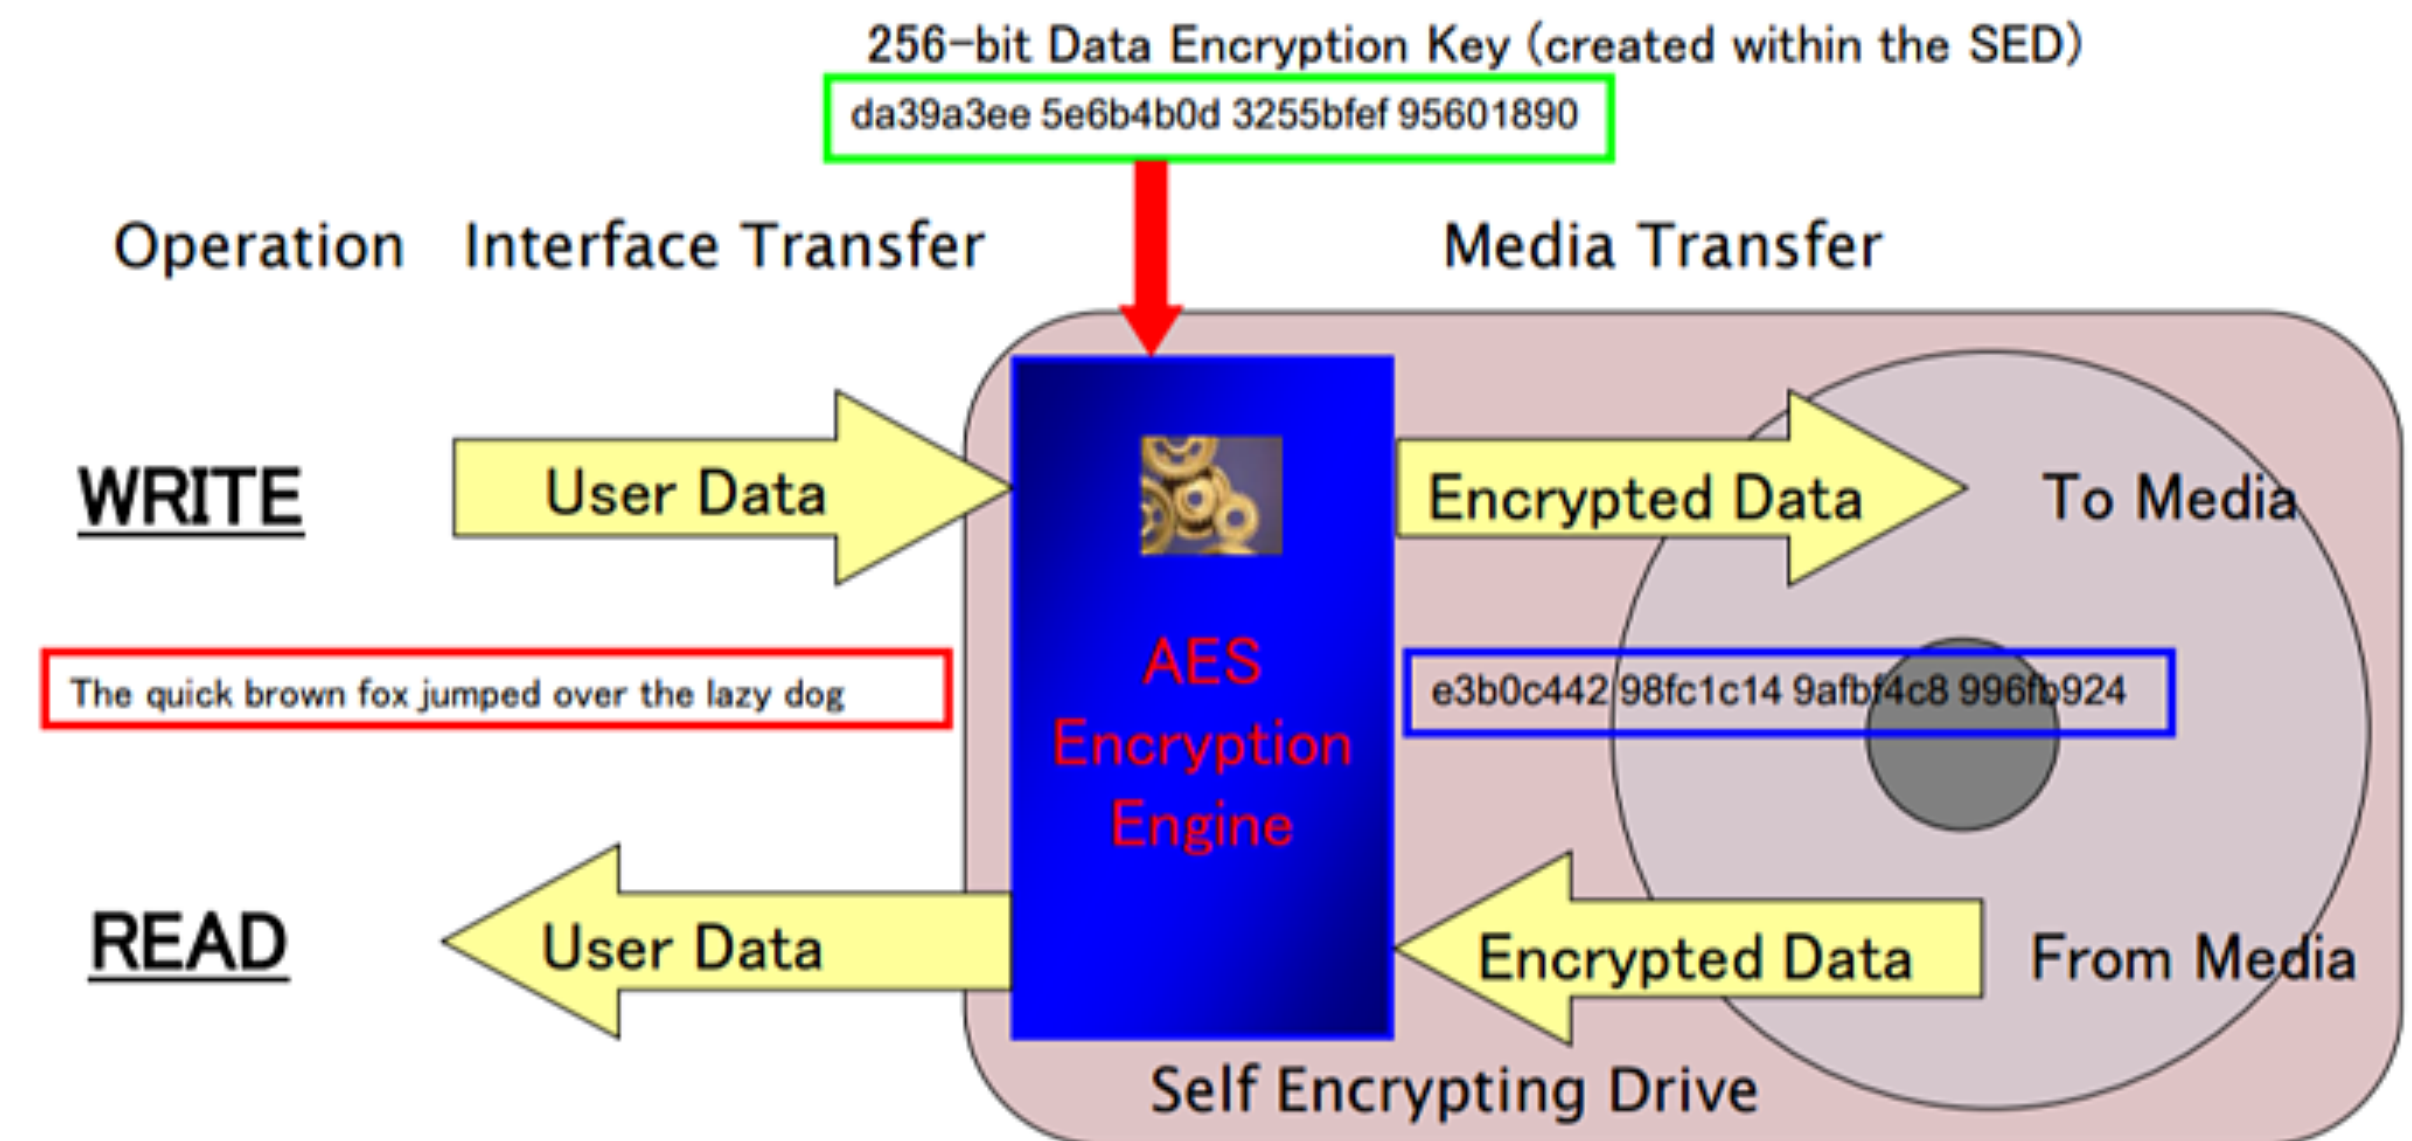 256-bit Data Encryption Key (created within the SED)
da39a3ee 5e6b4b0d 3255bfef 95601890
Operation Interface Transfer Media Transfer
WRITE User Data Encrypted Data To Media
The quick brown fox jumped over the lazy dog
AES
Encryption
Engine
e3b0c442 98fc1c14 9afbf4c8 996fb924
READ User Data Encrypted Data From Media
Self Encrypting Drive